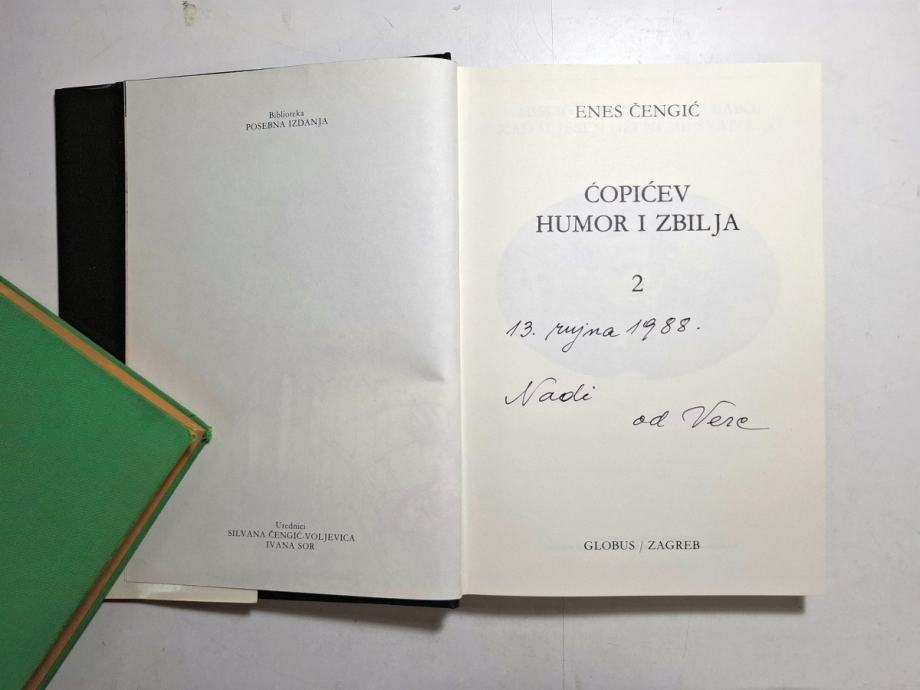 Biblioteka
POSEBNA IZDANJA
Urednici
SILVANA ČENGIĆ-VOLJEVICA
IVANA SOR
ENES ČENGIĆ
ĆOPIĆEV
HUMOR I ZBILJA
2
13. rujna 1988.
Nadi
od Vere
GLOBUS / ZAGREB